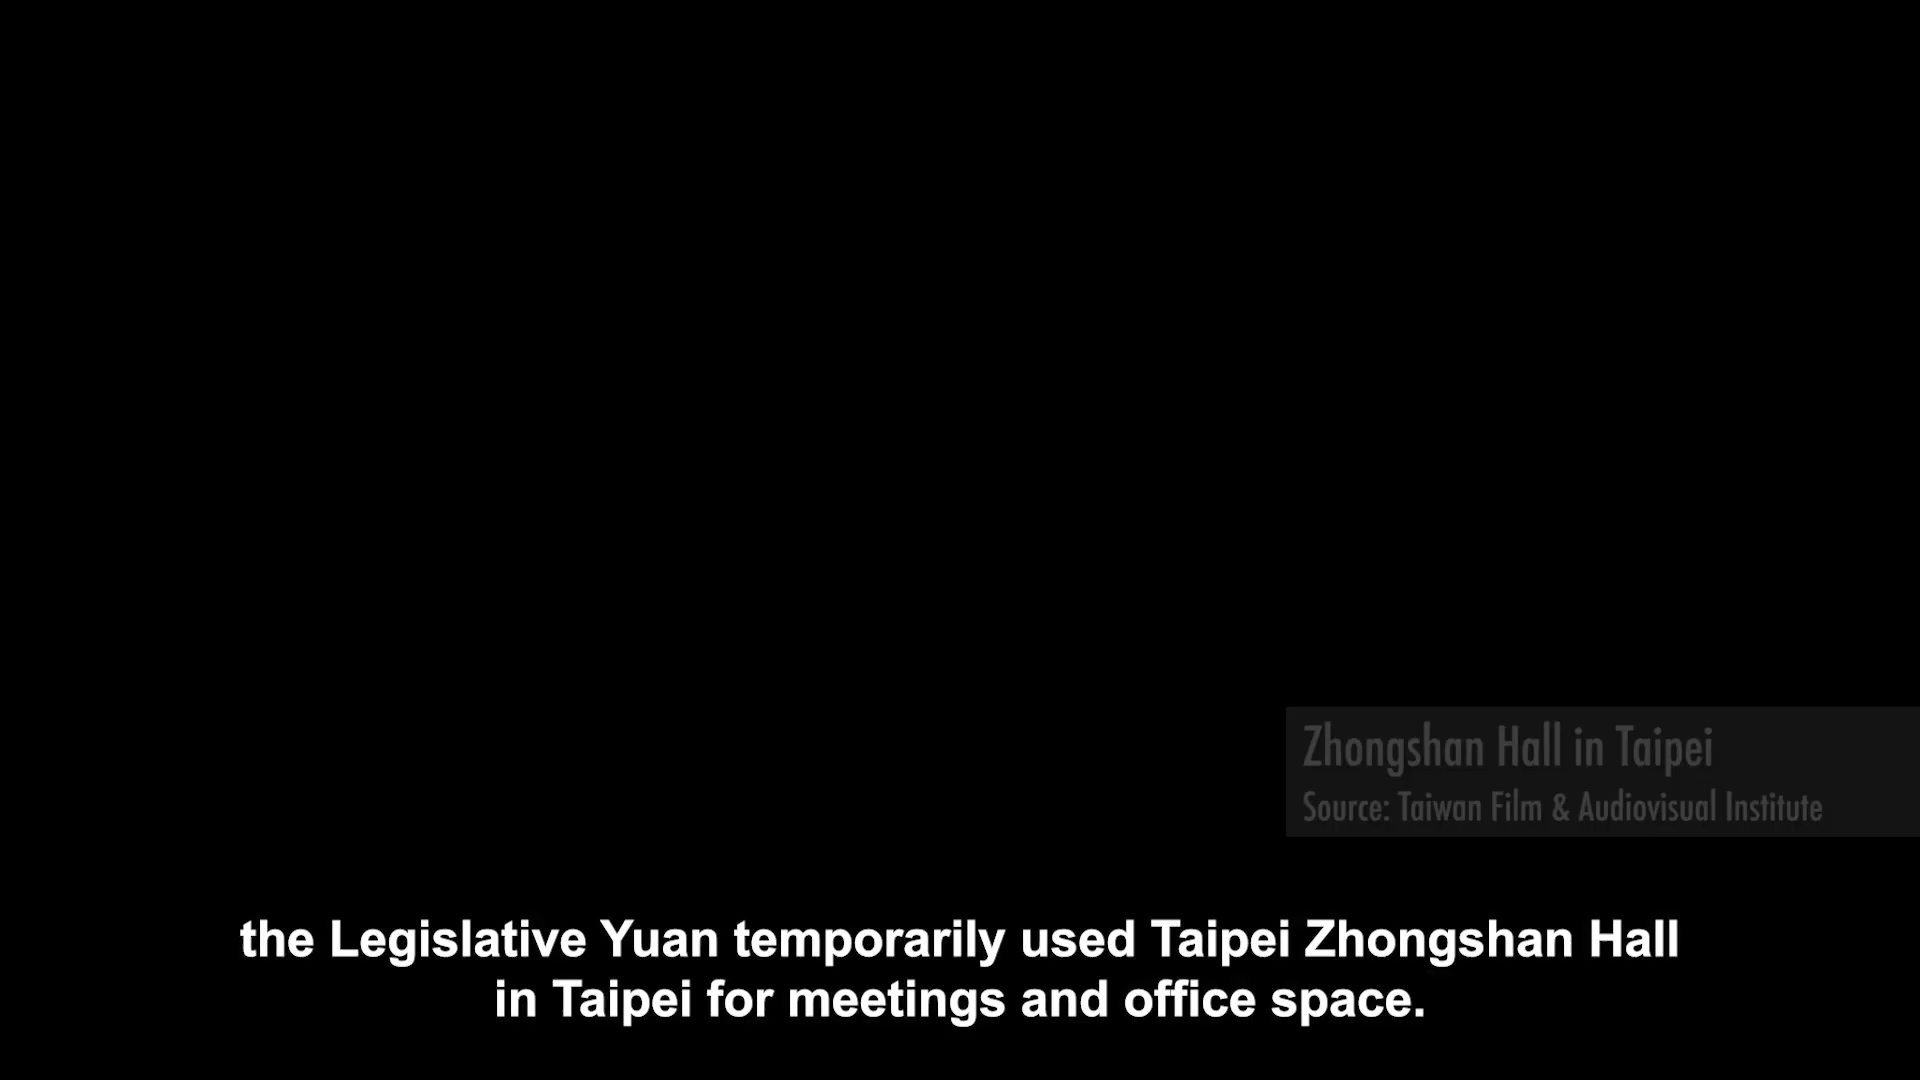 Zhongshan Hall in Taipei
Source: Taiwan Film & Audiovisual Institute
the Legislative Yuan temporarily used Taipei Zhongshan Hall
in Taipei for meetings and office space.